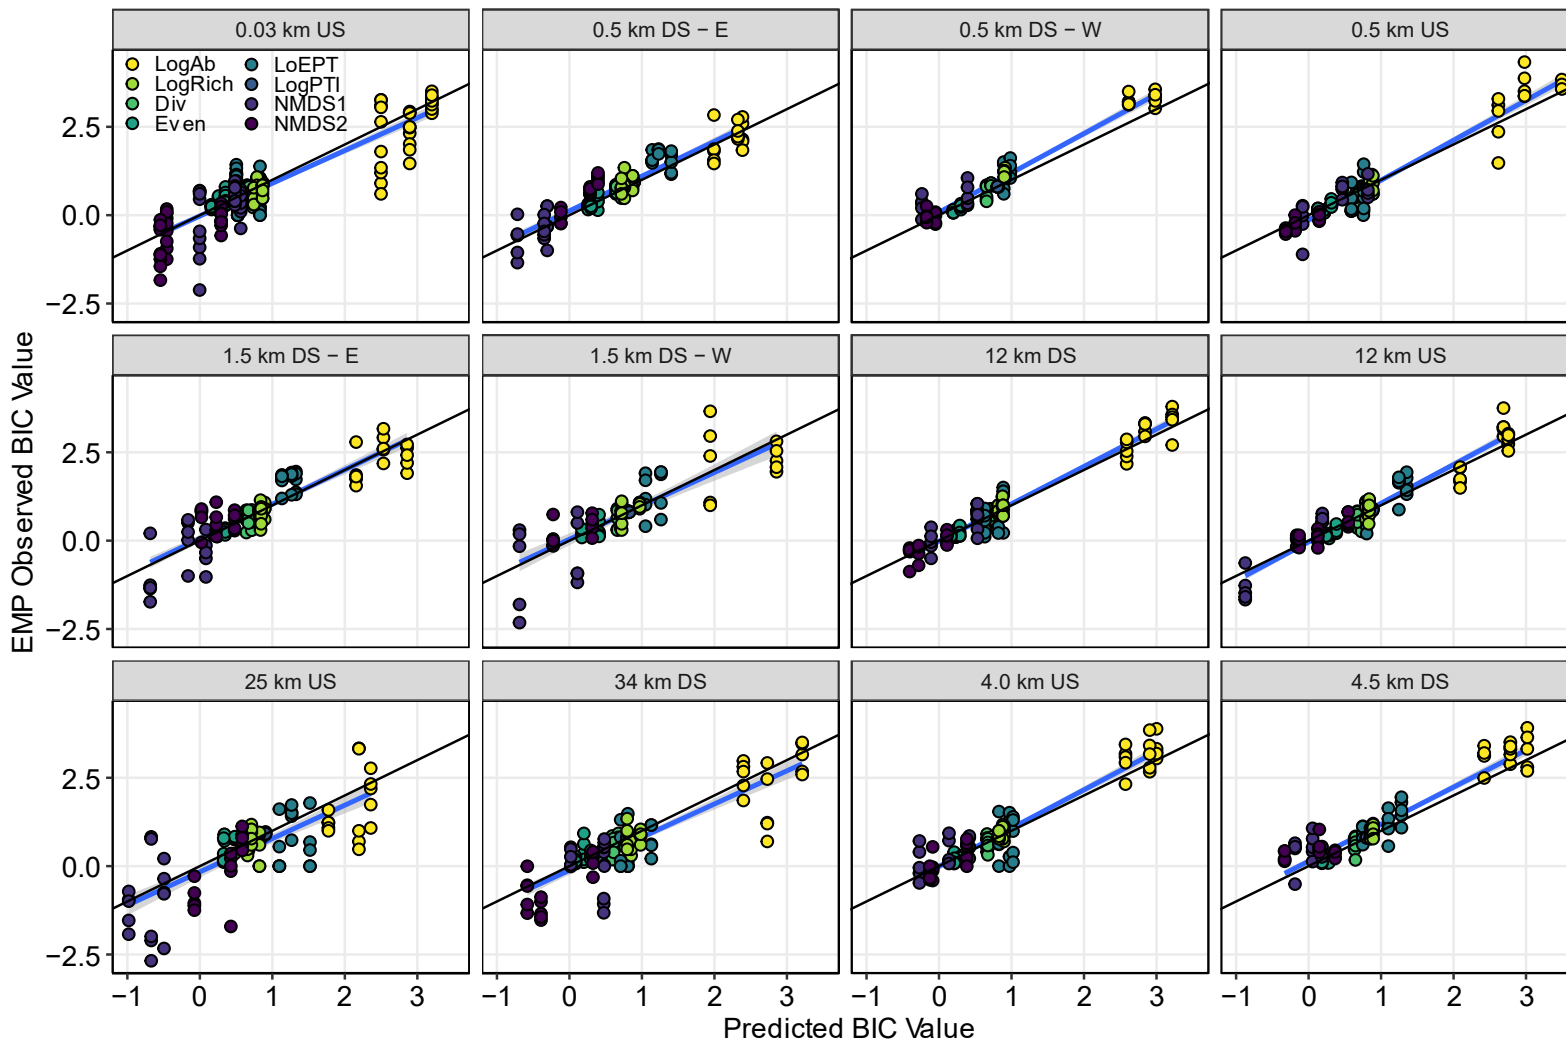 0.03 km US
0.5 km DS − E
0.5 km DS − W
0.5 km US
LogAb
LogRich
Div
Even
LoEPT
LogPTI
NMDS1
NMDS2
2.5
0.0
−2.5
1.5 km DS − E
1.5 km DS − W
12 km DS
12 km US
2.5
0.0
−2.5
EMP Observed BIC Value
25 km US
34 km DS
4.0 km US
4.5 km DS
2.5
0.0
−2.5
−1 0 1 2 3
−1 0 1 2 3
−1 0 1 2 3
−1 0 1 2 3
Predicted BIC Value